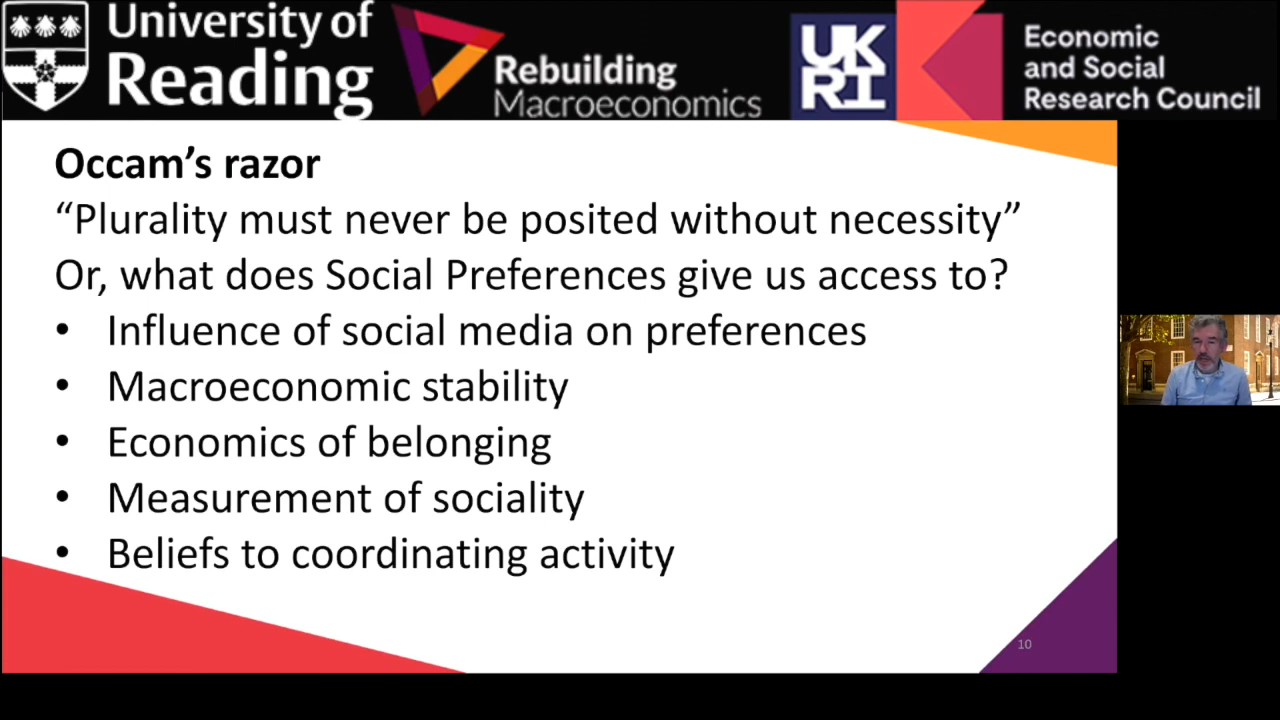 University of
Reading
Rebuilding
Macroeconomics
UK
RI
Economic
and Social
Research Council
Occam’s razor
“Plurality must never be posited without necessity”
Or, what does Social Preferences give us access to?
• Influence of social media on preferences
• Macroeconomic stability
• Economics of belonging
• Measurement of sociality
• Beliefs to coordinating activity
10